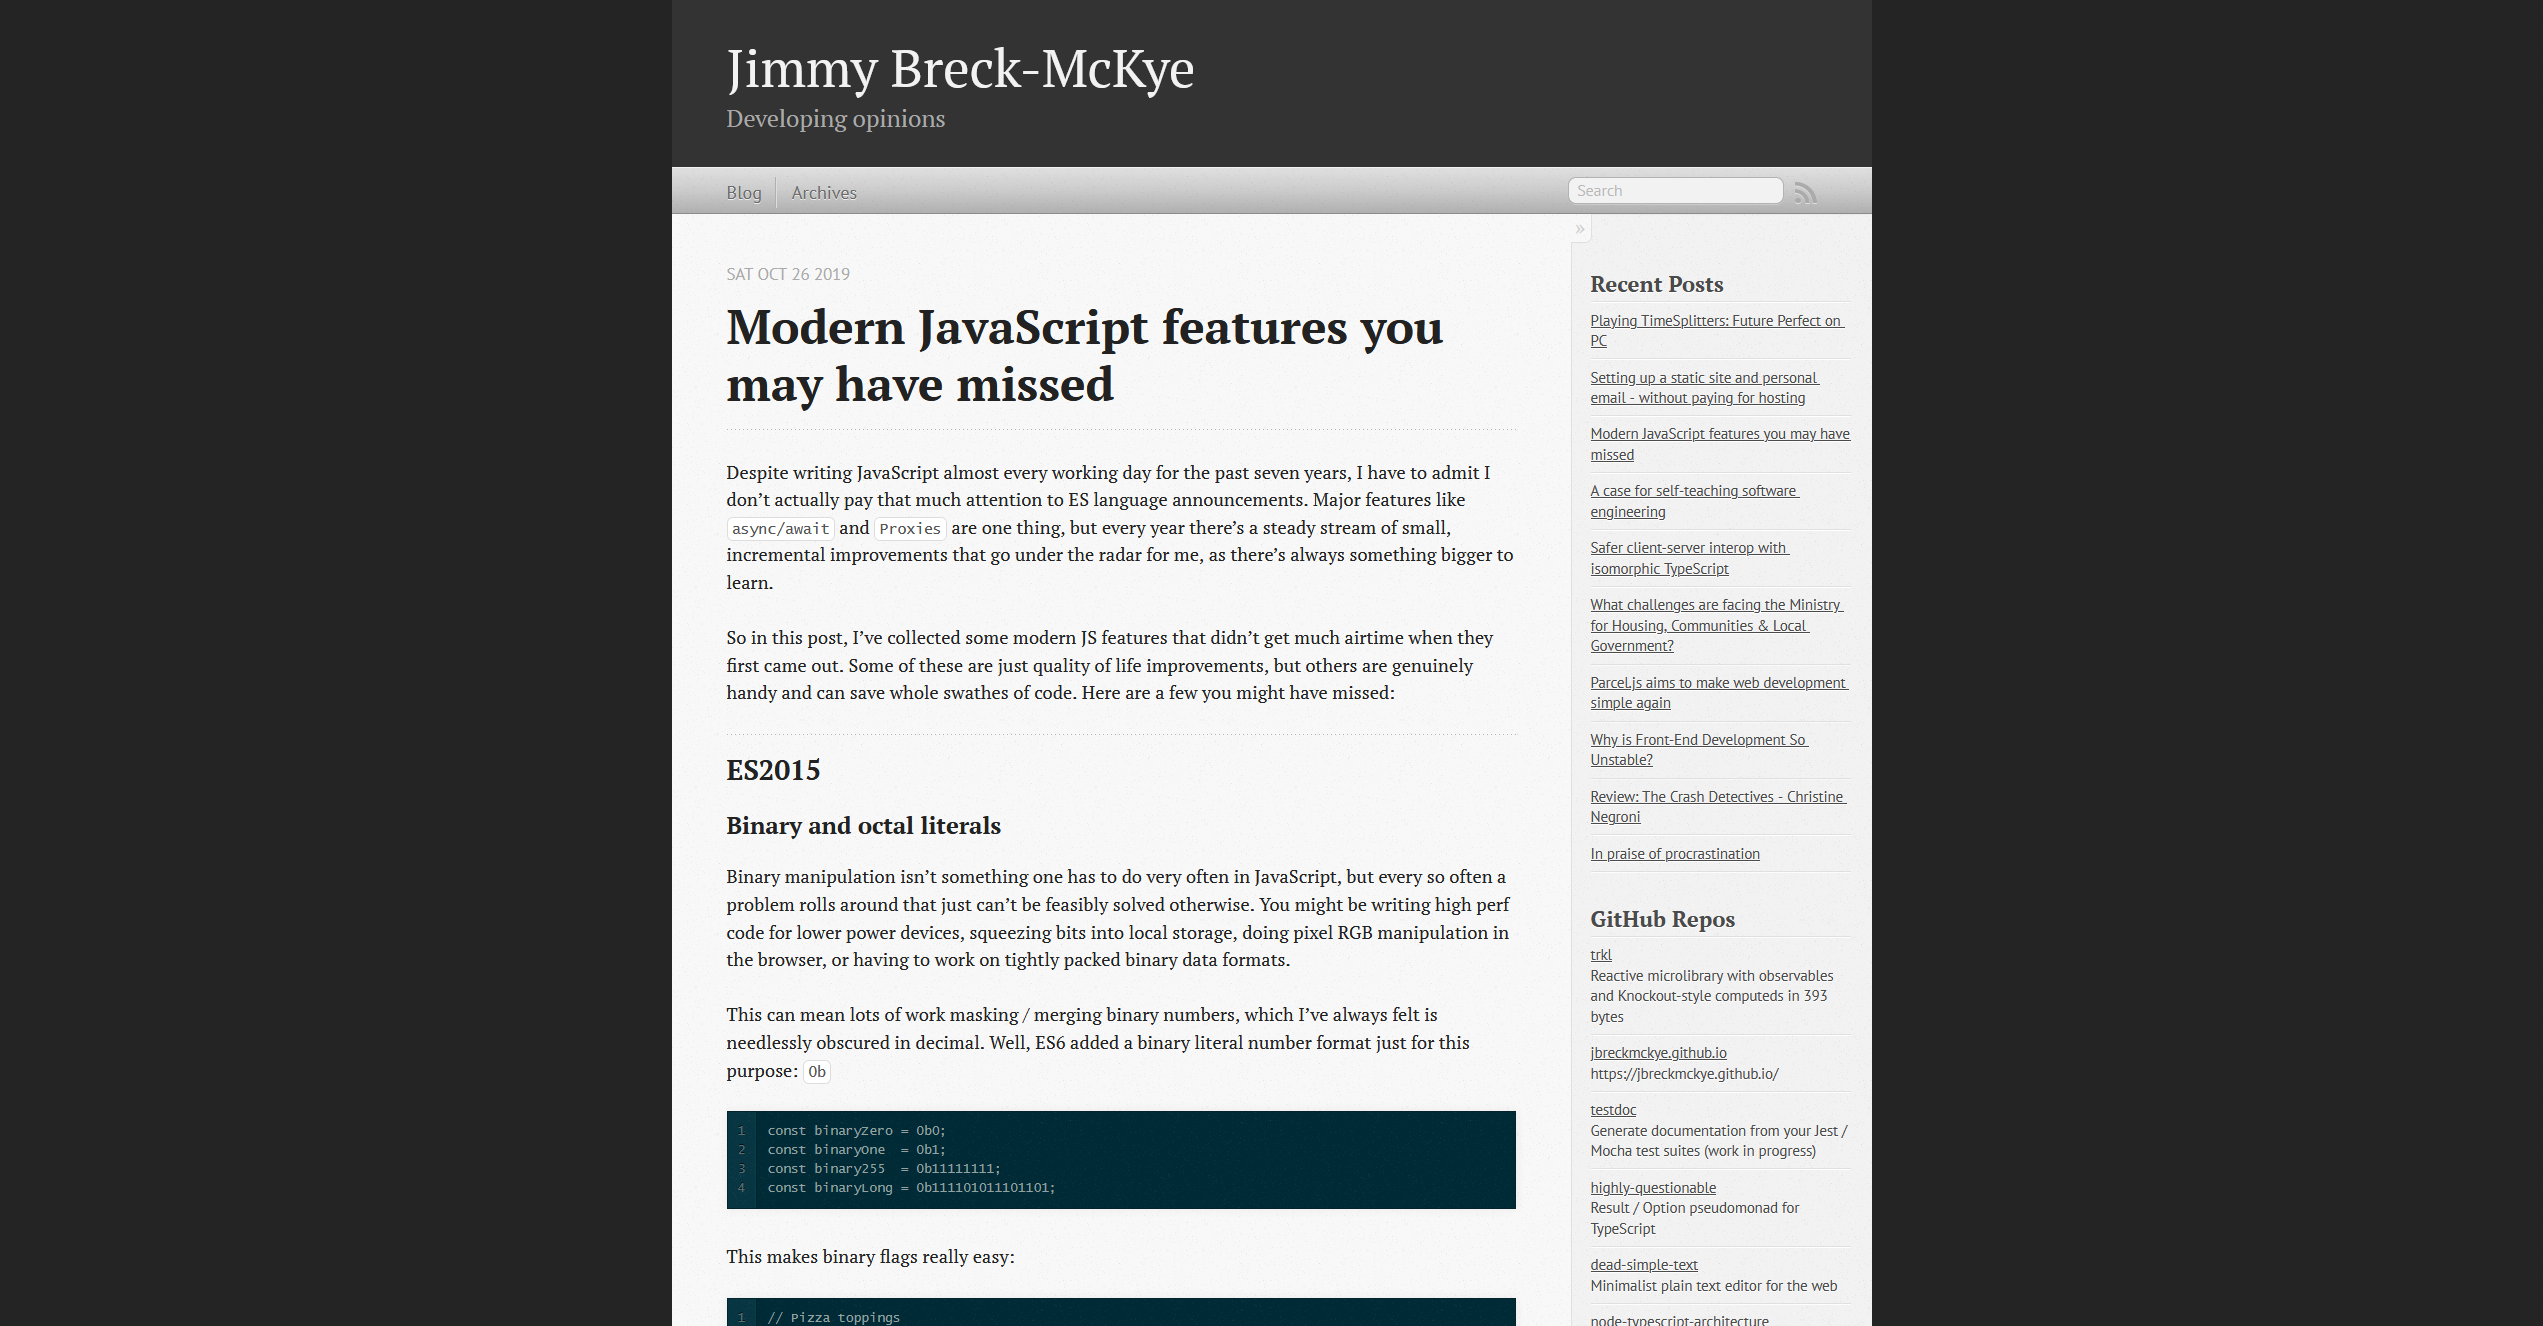 Jimmy Breck-McKye
Developing opinions
Blog
Archives
Search
»
SAT OCT 26 2019
Modern JavaScript features you
may have missed
Despite writing JavaScript almost every working day for the past seven years, I have to admit I
don’t actually pay that much attention to ES language announcements. Major features like
async/await and Proxies are one thing, but every year there’s a steady stream of small,
incremental improvements that go under the radar for me, as there’s always something bigger to
learn.
So in this post, I’ve collected some modern JS features that didn’t get much airtime when they
first came out. Some of these are just quality of life improvements, but others are genuinely
handy and can save whole swathes of code. Here are a few you might have missed:
ES2015
Binary and octal literals
Binary manipulation isn’t something one has to do very often in JavaScript, but every so often a
problem rolls around that just can’t be feasibly solved otherwise. You might be writing high perf
code for lower power devices, squeezing bits into local storage, doing pixel RGB manipulation in
the browser, or having to work on tightly packed binary data formats.
This can mean lots of work masking / merging binary numbers, which I’ve always felt is
needlessly obscured in decimal. Well, ES6 added a binary literal number format just for this
purpose: 0b
1 const binaryZero = 0b0;
2 const binaryOne  = 0b1;
3 const binary255  = 0b11111111;
4 const binaryLong = 0b111101011101101;
This makes binary flags really easy:
1 // Pizza toppings
Recent Posts
Playing TimeSplitters: Future Perfect on
PC
Setting up a static site and personal
email - without paying for hosting
Modern JavaScript features you may have
missed
A case for self-teaching software
engineering
Safer client-server interop with
isomorphic TypeScript
What challenges are facing the Ministry
for Housing, Communities & Local
Government?
Parcel.js aims to make web development
simple again
Why is Front-End Development So
Unstable?
Review: The Crash Detectives - Christine
Negroni
In praise of procrastination
GitHub Repos
trkl
Reactive microlibrary with observables
and Knockout-style computeds in 393
bytes
jbreckmckye.github.io
https://jbreckmckye.github.io/
testdoc
Generate documentation from your Jest /
Mocha test suites (work in progress)
highly-questionable
Result / Option pseudomonad for
TypeScript
dead-simple-text
Minimalist plain text editor for the web
node-typescript-architecture